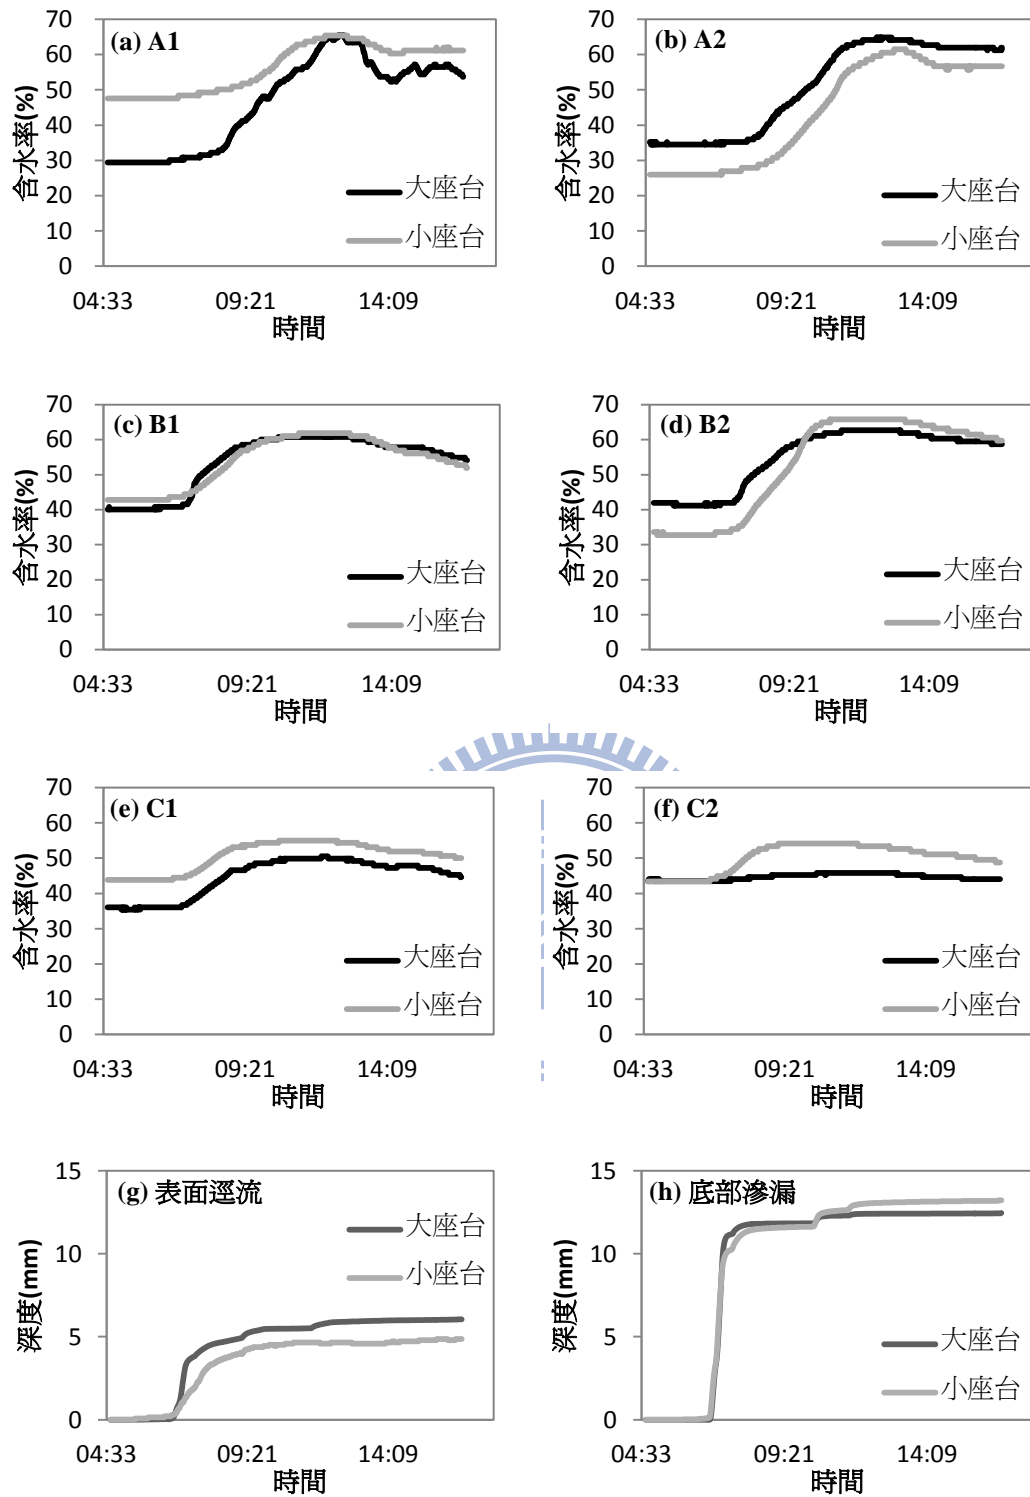 (a) A1
70
60
50
40
30
20
10
0
含水率(%)
大座台
小座台
04:33 09:21 14:09
時間
(b) A2
70
60
50
40
30
20
10
0
含水率(%)
大座台
小座台
04:33 09:21 14:09
時間
(c) B1
70
60
50
40
30
20
10
0
含水率(%)
大座台
小座台
04:33 09:21 14:09
時間
(d) B2
70
60
50
40
30
20
10
0
含水率(%)
大座台
小座台
04:33 09:21 14:09
時間
(e) C1
70
60
50
40
30
20
10
0
含水率(%)
大座台
小座台
04:33 09:21 14:09
時間
(f) C2
70
60
50
40
30
20
10
0
含水率(%)
大座台
小座台
04:33 09:21 14:09
時間
(g) 表面逕流
15
10
5
0
深度(mm)
大座台
小座台
04:33 09:21 14:09
時間
(h) 底部滲漏
15
10
5
0
深度(mm)
大座台
小座台
04:33 09:21 14:09
時間